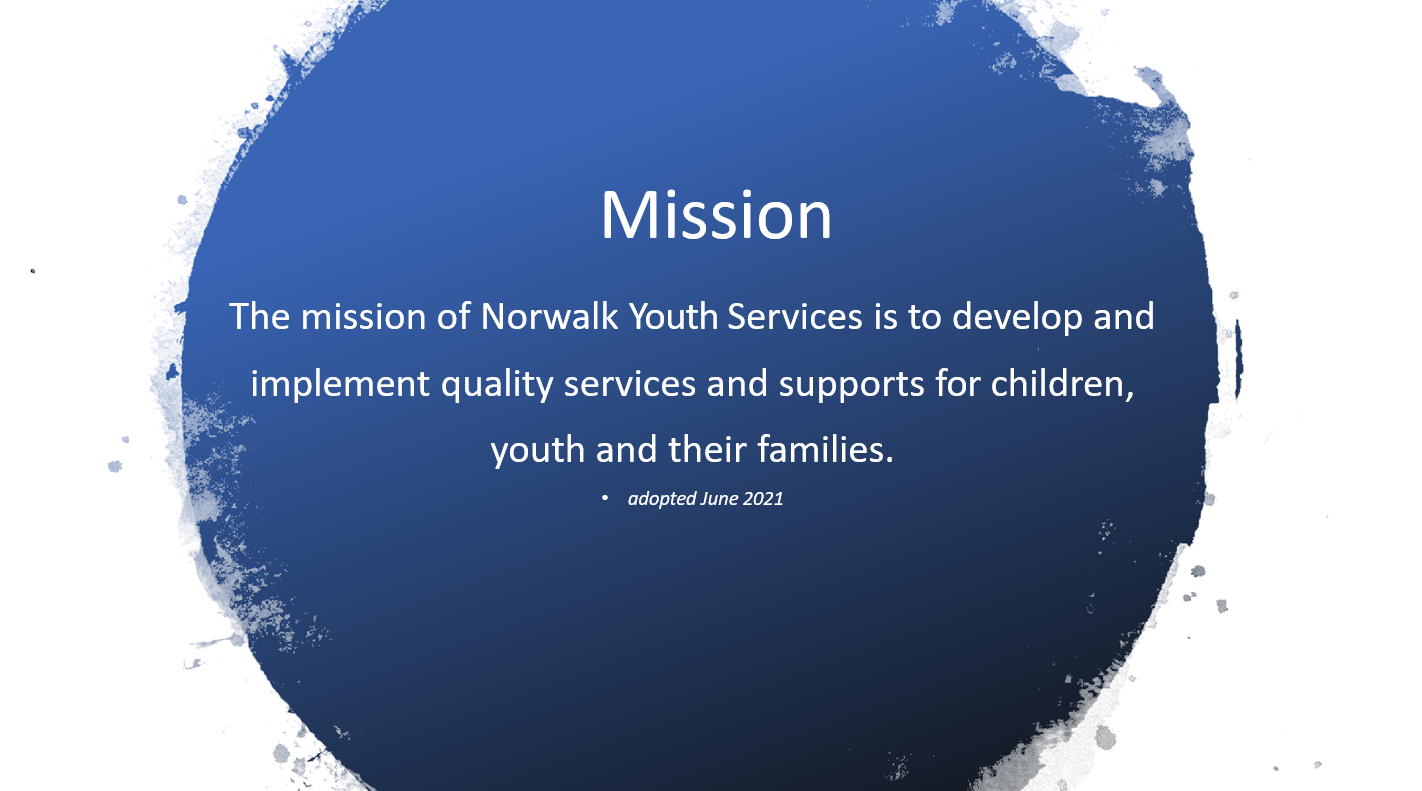 Mission
The mission of Norwalk Youth Services is to develop and
implement quality services and supports for children,
youth and their families.
• adopted June 2021